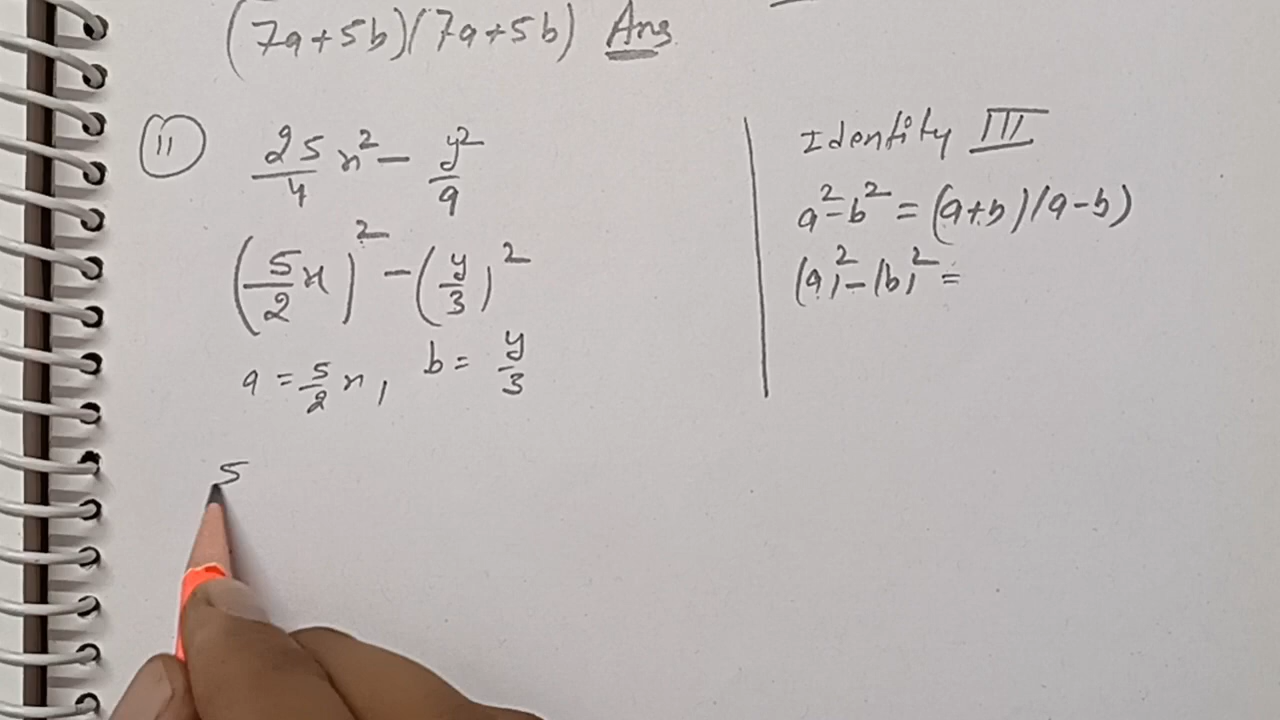 (7a+5b)(7a+5b) Ans
(11) 25/4 x² - y²/9
(5/2 x)² - (y/3)²
a = 5/2 x, b = y/3
5
Identity III
a²-b² = (a+b)(a-b)
(a)²-(b)² =